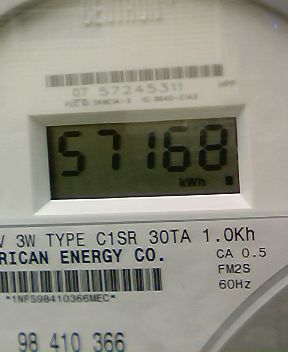 CENTRON
07 57245311
57168
kWh
V 3W TYPE C1SR 30TA 1.0Kh
RICAN ENERGY CO.
CA 0.5
FM2S
60Hz
*1NFS98410366MEC*
98 410 366